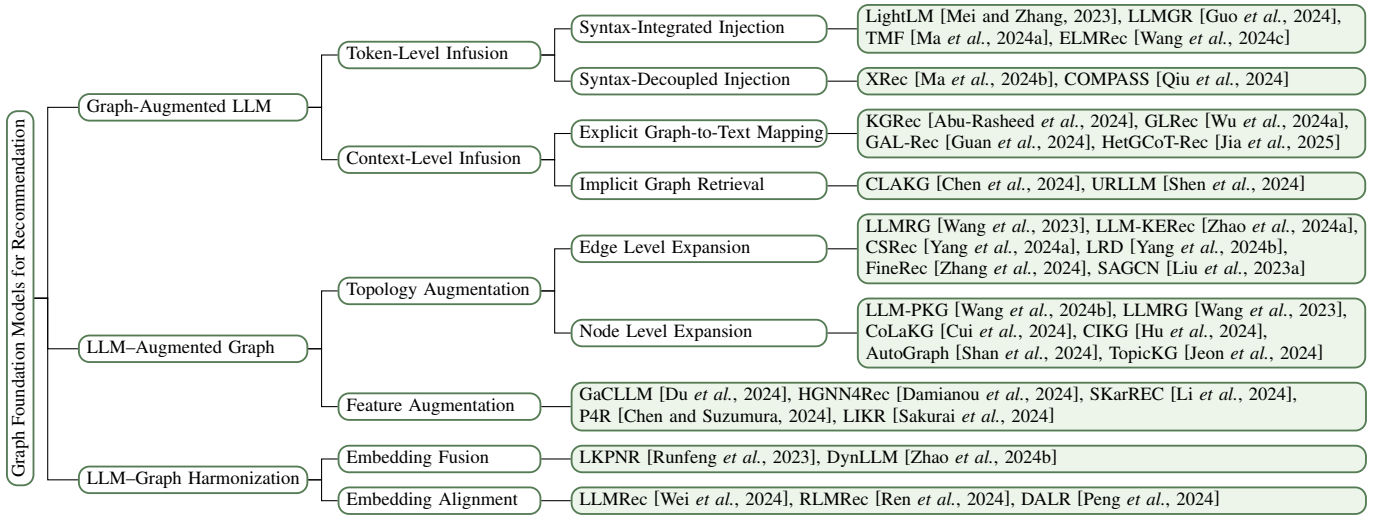 Graph Foundation Models for Recommendation
Graph-Augmented LLM
Token-Level Infusion
Syntax-Integrated Injection
LightLM [Mei and Zhang, 2023], LLMGR [Guo et al., 2024],
TMF [Ma et al., 2024a], ELMRec [Wang et al., 2024c]
Syntax-Decoupled Injection
XRec [Ma et al., 2024b], COMPASS [Qiu et al., 2024]
Context-Level Infusion
Explicit Graph-to-Text Mapping
KGRec [Abu-Rasheed et al., 2024], GLRec [Wu et al., 2024a],
GAL-Rec [Guan et al., 2024], HetGCoT-Rec [Jia et al., 2025]
Implicit Graph Retrieval
CLAKG [Chen et al., 2024], URLLM [Shen et al., 2024]
LLM–Augmented Graph
Topology Augmentation
Edge Level Expansion
LLMRG [Wang et al., 2023], LLM-KERec [Zhao et al., 2024a],
CSRec [Yang et al., 2024a], LRD [Yang et al., 2024b],
FineRec [Zhang et al., 2024], SAGCN [Liu et al., 2023a]
Node Level Expansion
LLM-PKG [Wang et al., 2024b], LLMRG [Wang et al., 2023],
CoLaKG [Cui et al., 2024], CIKG [Hu et al., 2024],
AutoGraph [Shan et al., 2024], TopicKG [Jeon et al., 2024]
Feature Augmentation
GaCLLM [Du et al., 2024], HGNN4Rec [Damianou et al., 2024], SKarREC [Li et al., 2024],
P4R [Chen and Suzumura, 2024], LIKR [Sakurai et al., 2024]
LLM–Graph Harmonization
Embedding Fusion
LKPNR [Runfeng et al., 2023], DynLLM [Zhao et al., 2024b]
Embedding Alignment
LLMRec [Wei et al., 2024], RLMRec [Ren et al., 2024], DALR [Peng et al., 2024]